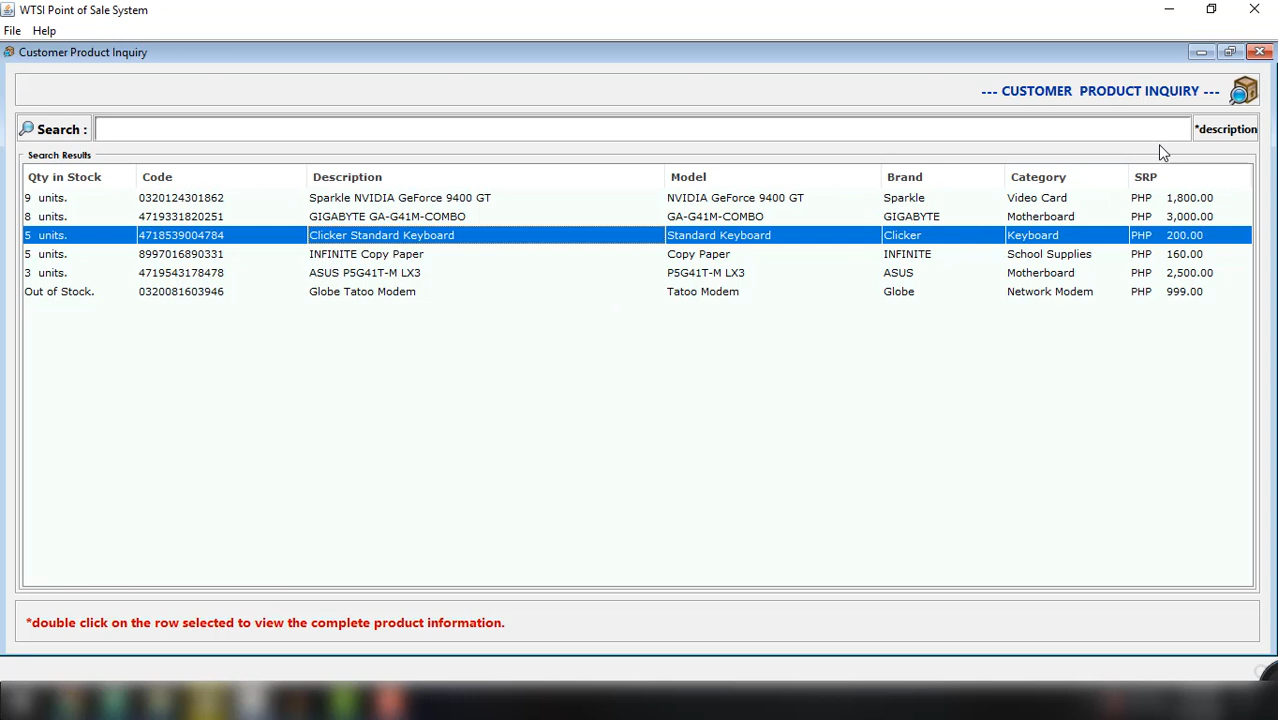 WTSI Point of Sale System
File Help
Customer Product Inquiry
--- CUSTOMER PRODUCT INQUIRY ---
Search : *description
Search Results
Qty in Stock Code Description Model Brand Category SRP
9 units. 0320124301862 Sparkle NVIDIA GeForce 9400 GT NVIDIA GeForce 9400 GT Sparkle Video Card PHP 1,800.00
8 units. 4719331820251 GIGABYTE GA-G41M-COMBO GA-G41M-COMBO GIGABYTE Motherboard PHP 3,000.00
5 units. 4718539004784 Clicker Standard Keyboard Standard Keyboard Clicker Keyboard PHP 200.00
5 units. 8997016890331 INFINITE Copy Paper Copy Paper INFINITE School Supplies PHP 160.00
3 units. 4719543178478 ASUS P5G41T-M LX3 P5G41T-M LX3 ASUS Motherboard PHP 2,500.00
Out of Stock. 0320081603946 Globe Tatoo Modem Tatoo Modem Globe Network Modem PHP 999.00
*double click on the row selected to view the complete product information.